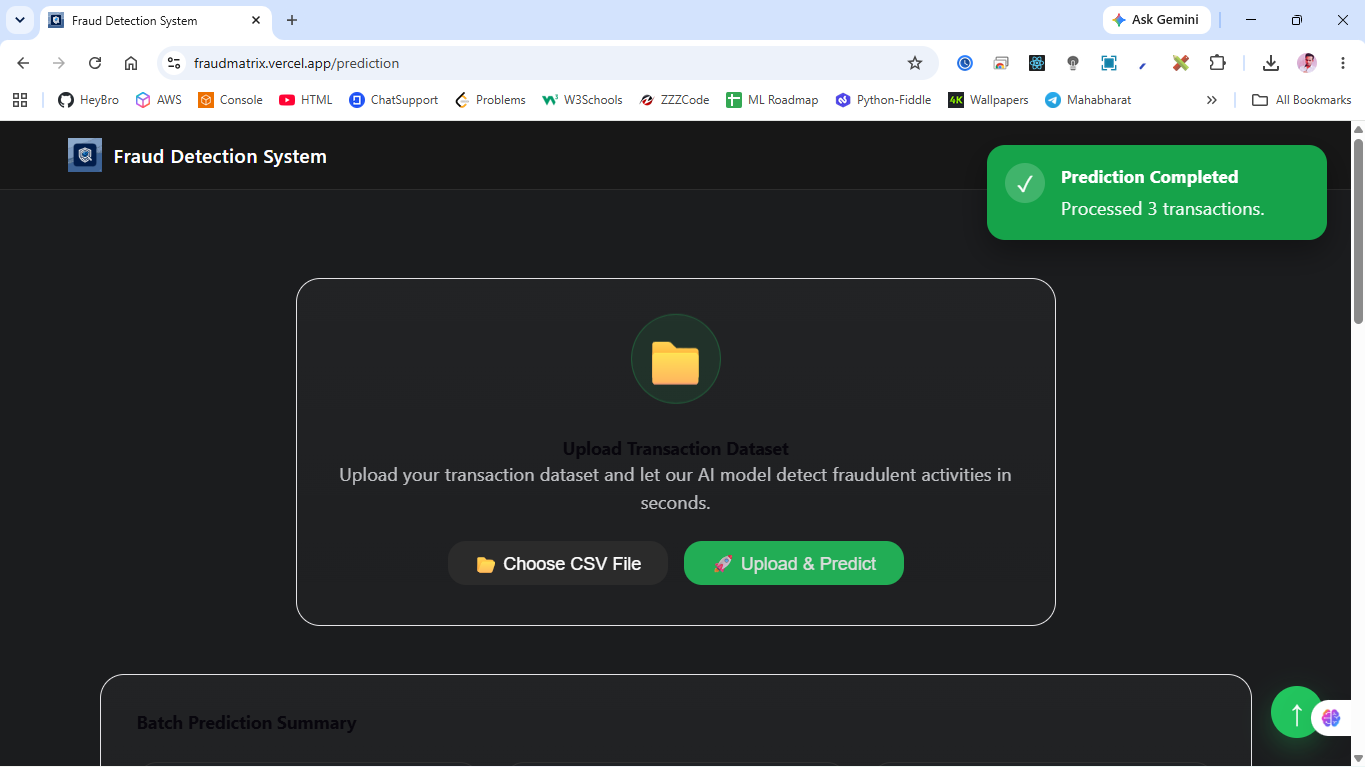 Fraud Detection System
Ask Gemini
fraudmatrix.vercel.app/prediction
HeyBro
AWS
Console
HTML
ChatSupport
Problems
W3Schools
ZZZCode
ML Roadmap
Python-Fiddle
4K Wallpapers
Mahabharat
All Bookmarks
Fraud Detection System
Prediction Completed
Processed 3 transactions.
Upload Transaction Dataset
Upload your transaction dataset and let our AI model detect fraudulent activities in
seconds.
Choose CSV File
Upload & Predict
Batch Prediction Summary